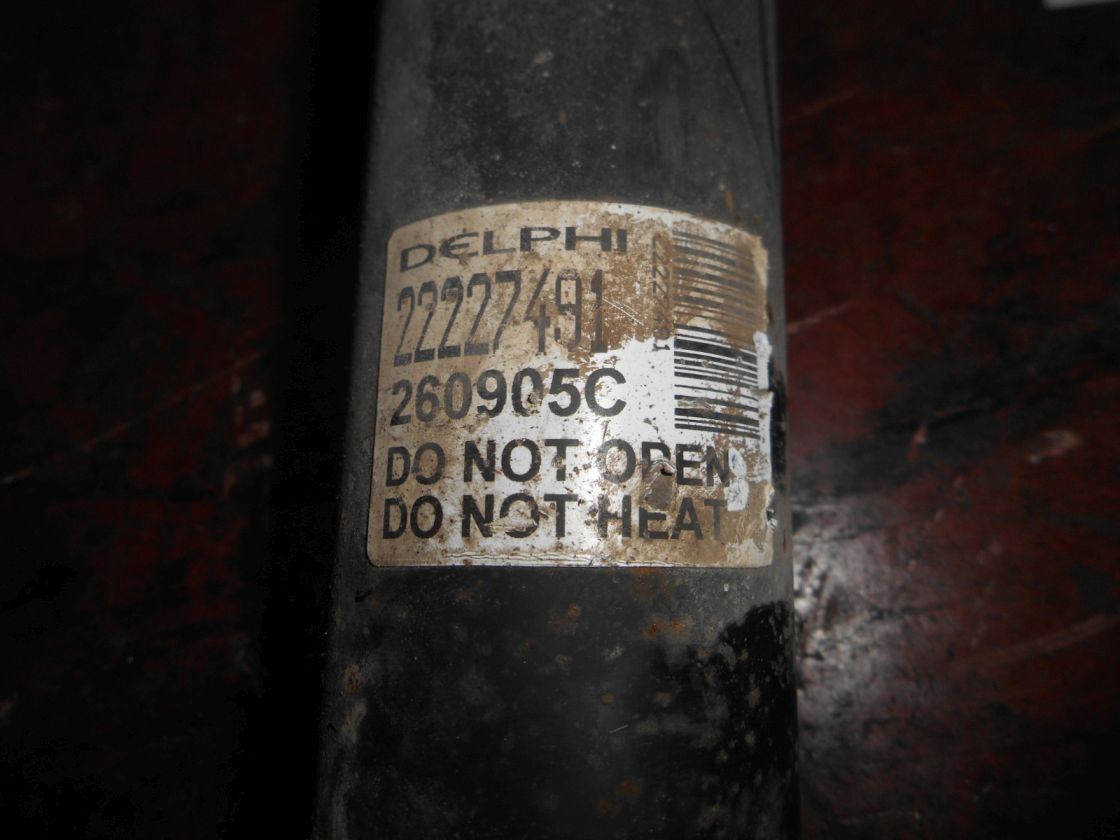 DELPHI
22227491
260905C
DO NOT OPEN
DO NOT HEAT